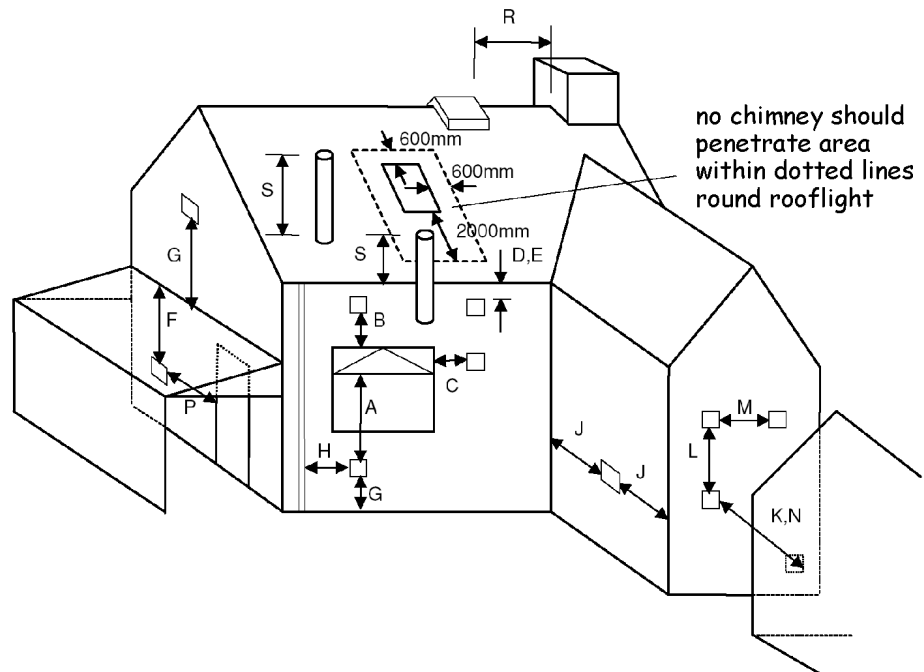 R
no chimney should
penetrate area
within dotted lines
round rooflight
600mm
600mm
S
2000mm
S
D,E
G
F
B
C
A
P
H
G
J
J
M
L
K,N